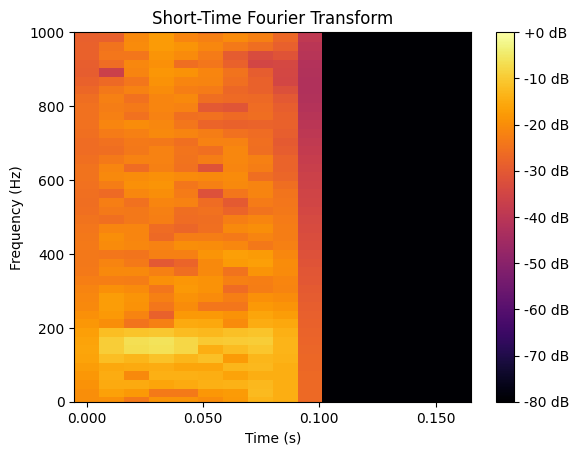 Short-Time Fourier Transform
1000
800
600
400
200
0
Frequency (Hz)
0.000
0.050
0.100
0.150
Time (s)
+0 dB
-10 dB
-20 dB
-30 dB
-40 dB
-50 dB
-60 dB
-70 dB
-80 dB